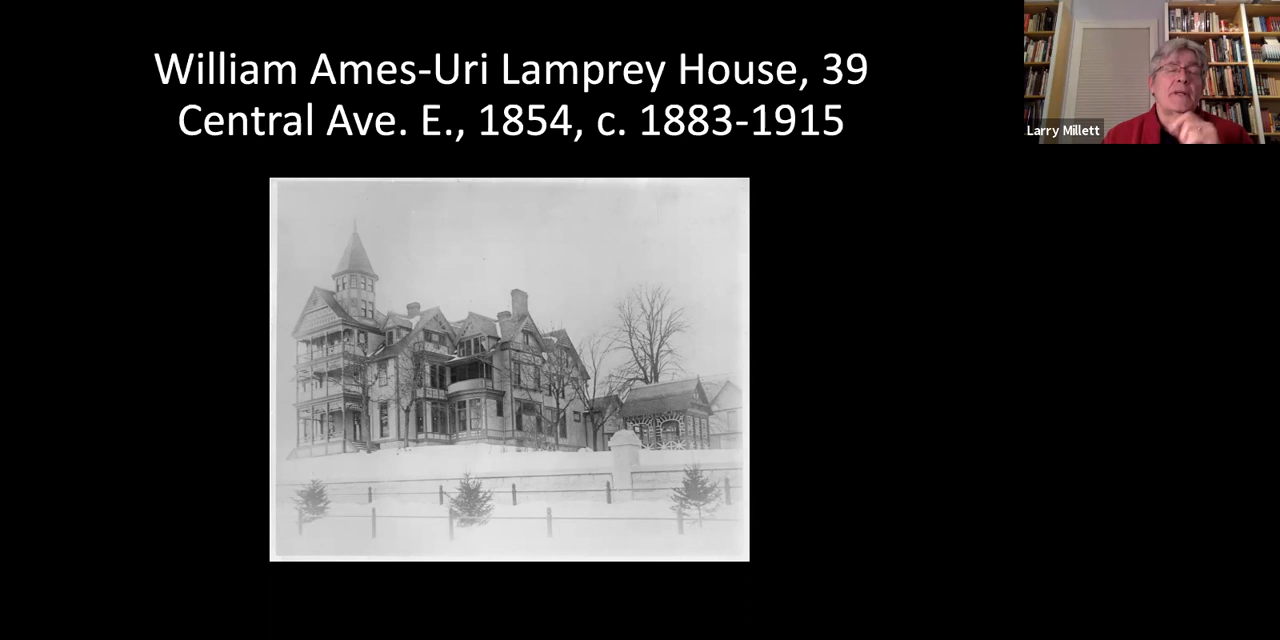 William Ames-Uri Lamprey House, 39
Central Ave. E., 1854, c. 1883-1915
Larry Millett